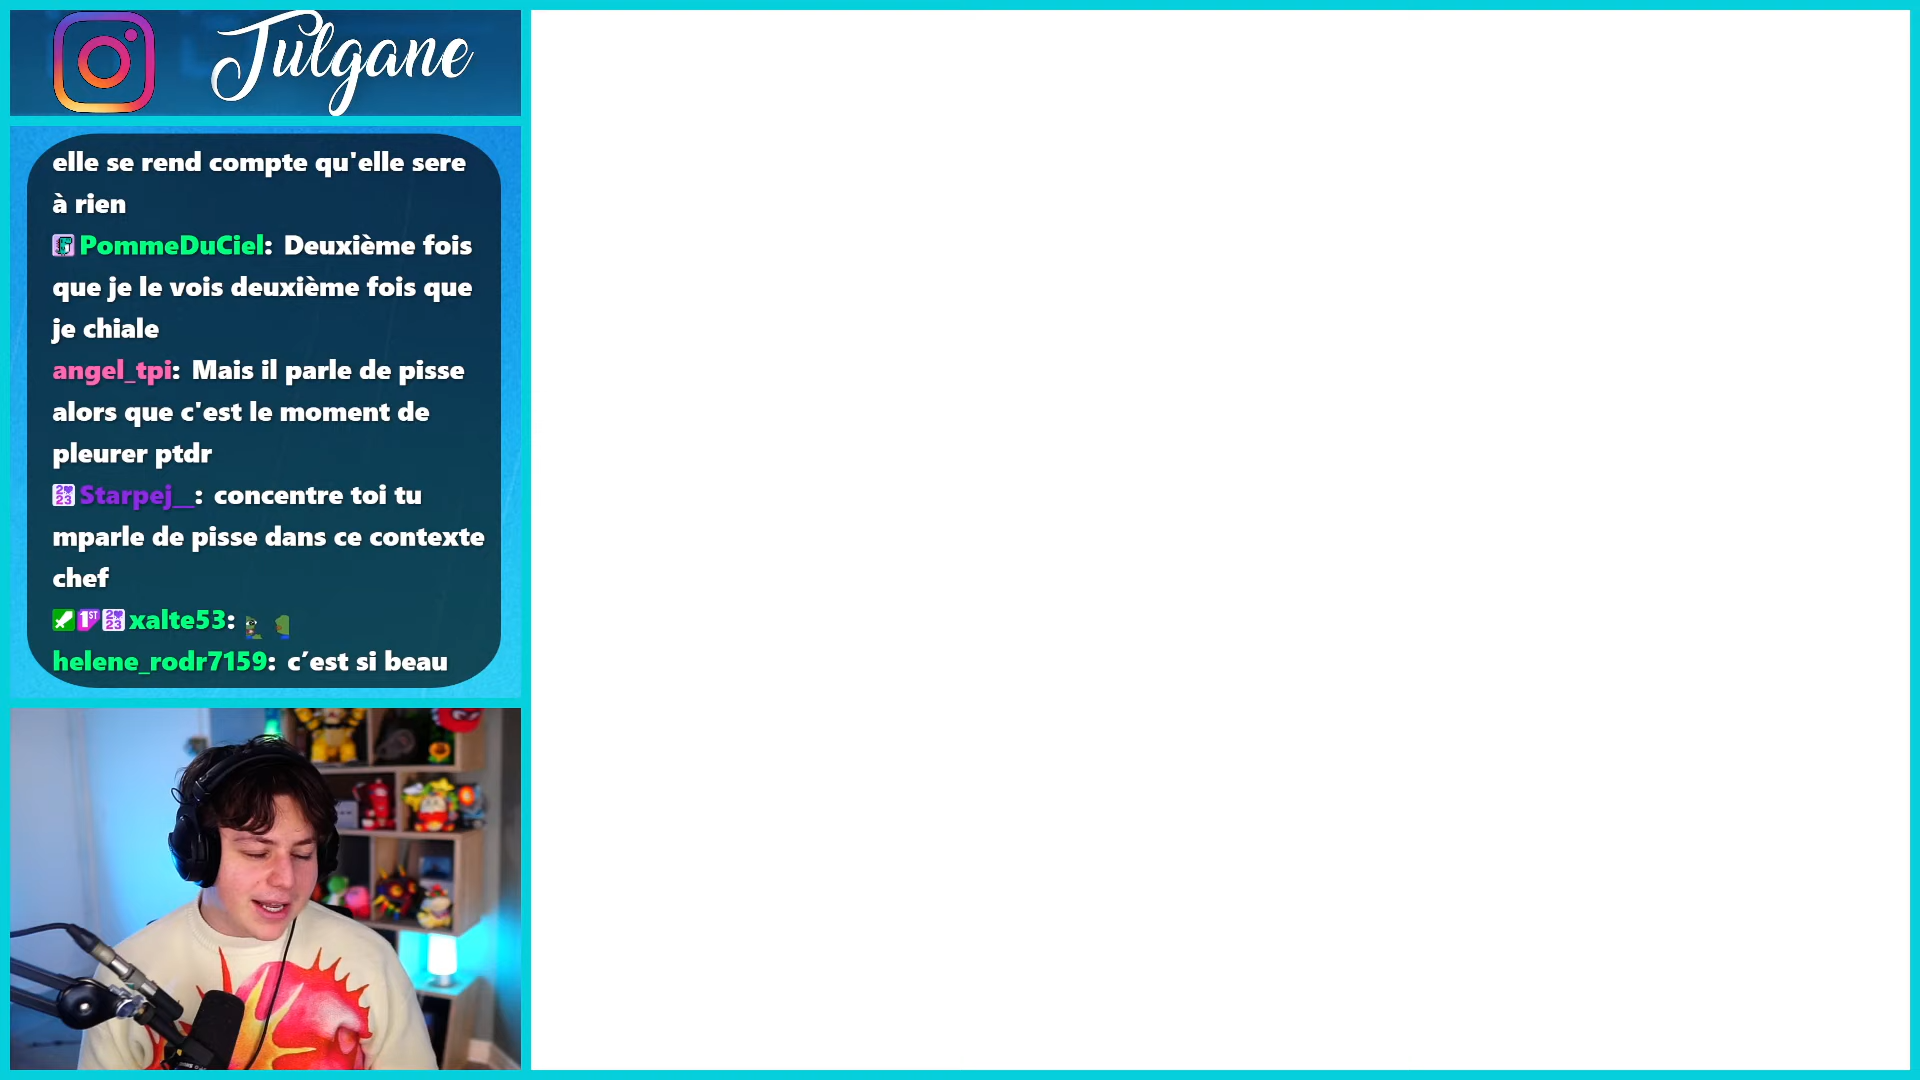 Julgane
elle se rend compte qu'elle sere
à rien
PommeDuCiel: Deuxième fois
que je le vois deuxième fois que
je chiale
angel_tpi: Mais il parle de pisse
alors que c'est le moment de
pleurer ptdr
Starpej__: concentre toi tu
mparle de pisse dans ce contexte
chef
xalte53:
helene_rodr7159: c’est si beau